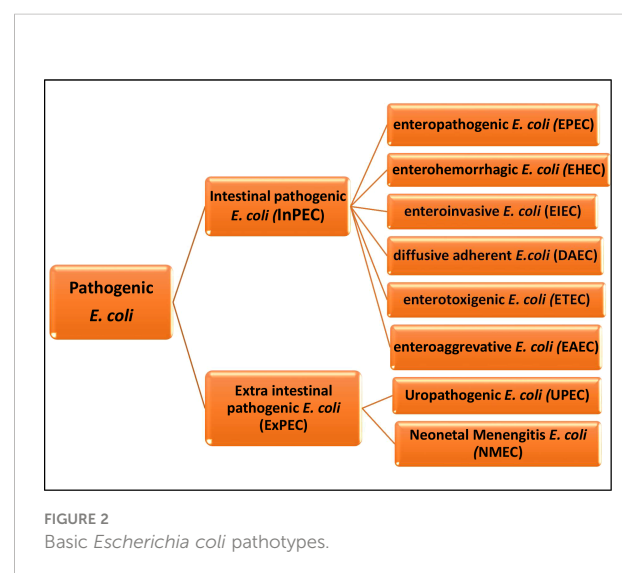 Pathogenic
E. coli
Intestinal pathogenic
E. coli (InPEC)
enteropathogenic E. coli (EPEC)
enterohemorrhagic E. coli (EHEC)
enteroinvasive E. coli (EIEC)
diffusive adherent E.coli (DAEC)
enterotoxigenic E. coli (ETEC)
enteroaggrevative E. coli (EAEC)
Extra intestinal
pathogenic E. coli
(ExPEC)
Uropathogenic E. coli (UPEC)
Neonetal Menengitis E. coli
(NMEC)
FIGURE 2
Basic Escherichia coli pathotypes.